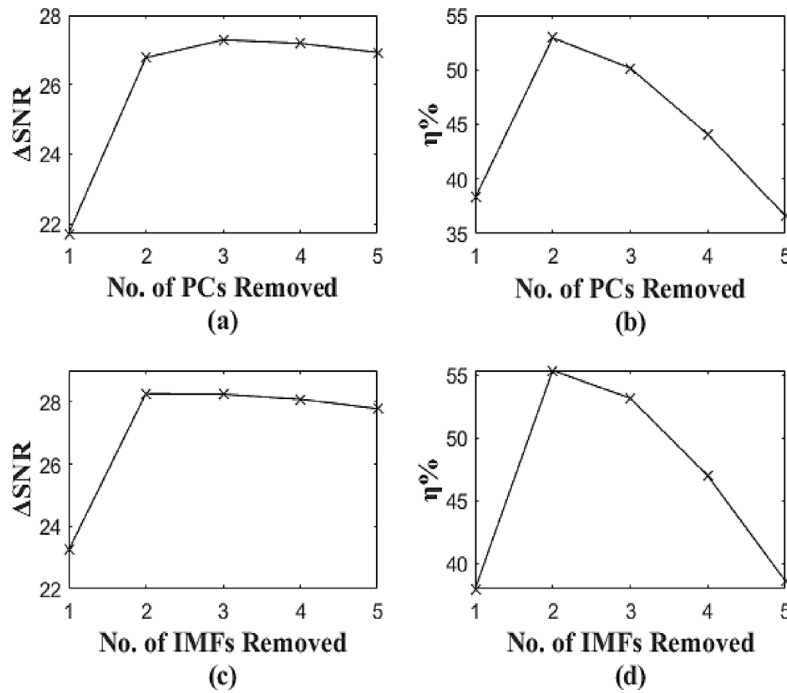 28
26
24
22
ΔSNR
1 2 3 4 5
No. of PCs Removed
(a)
55
50
45
40
35
η%
1 2 3 4 5
No. of PCs Removed
(b)
28
26
24
22
ΔSNR
1 2 3 4 5
No. of IMFs Removed
(c)
55
50
45
40
η%
1 2 3 4 5
No. of IMFs Removed
(d)